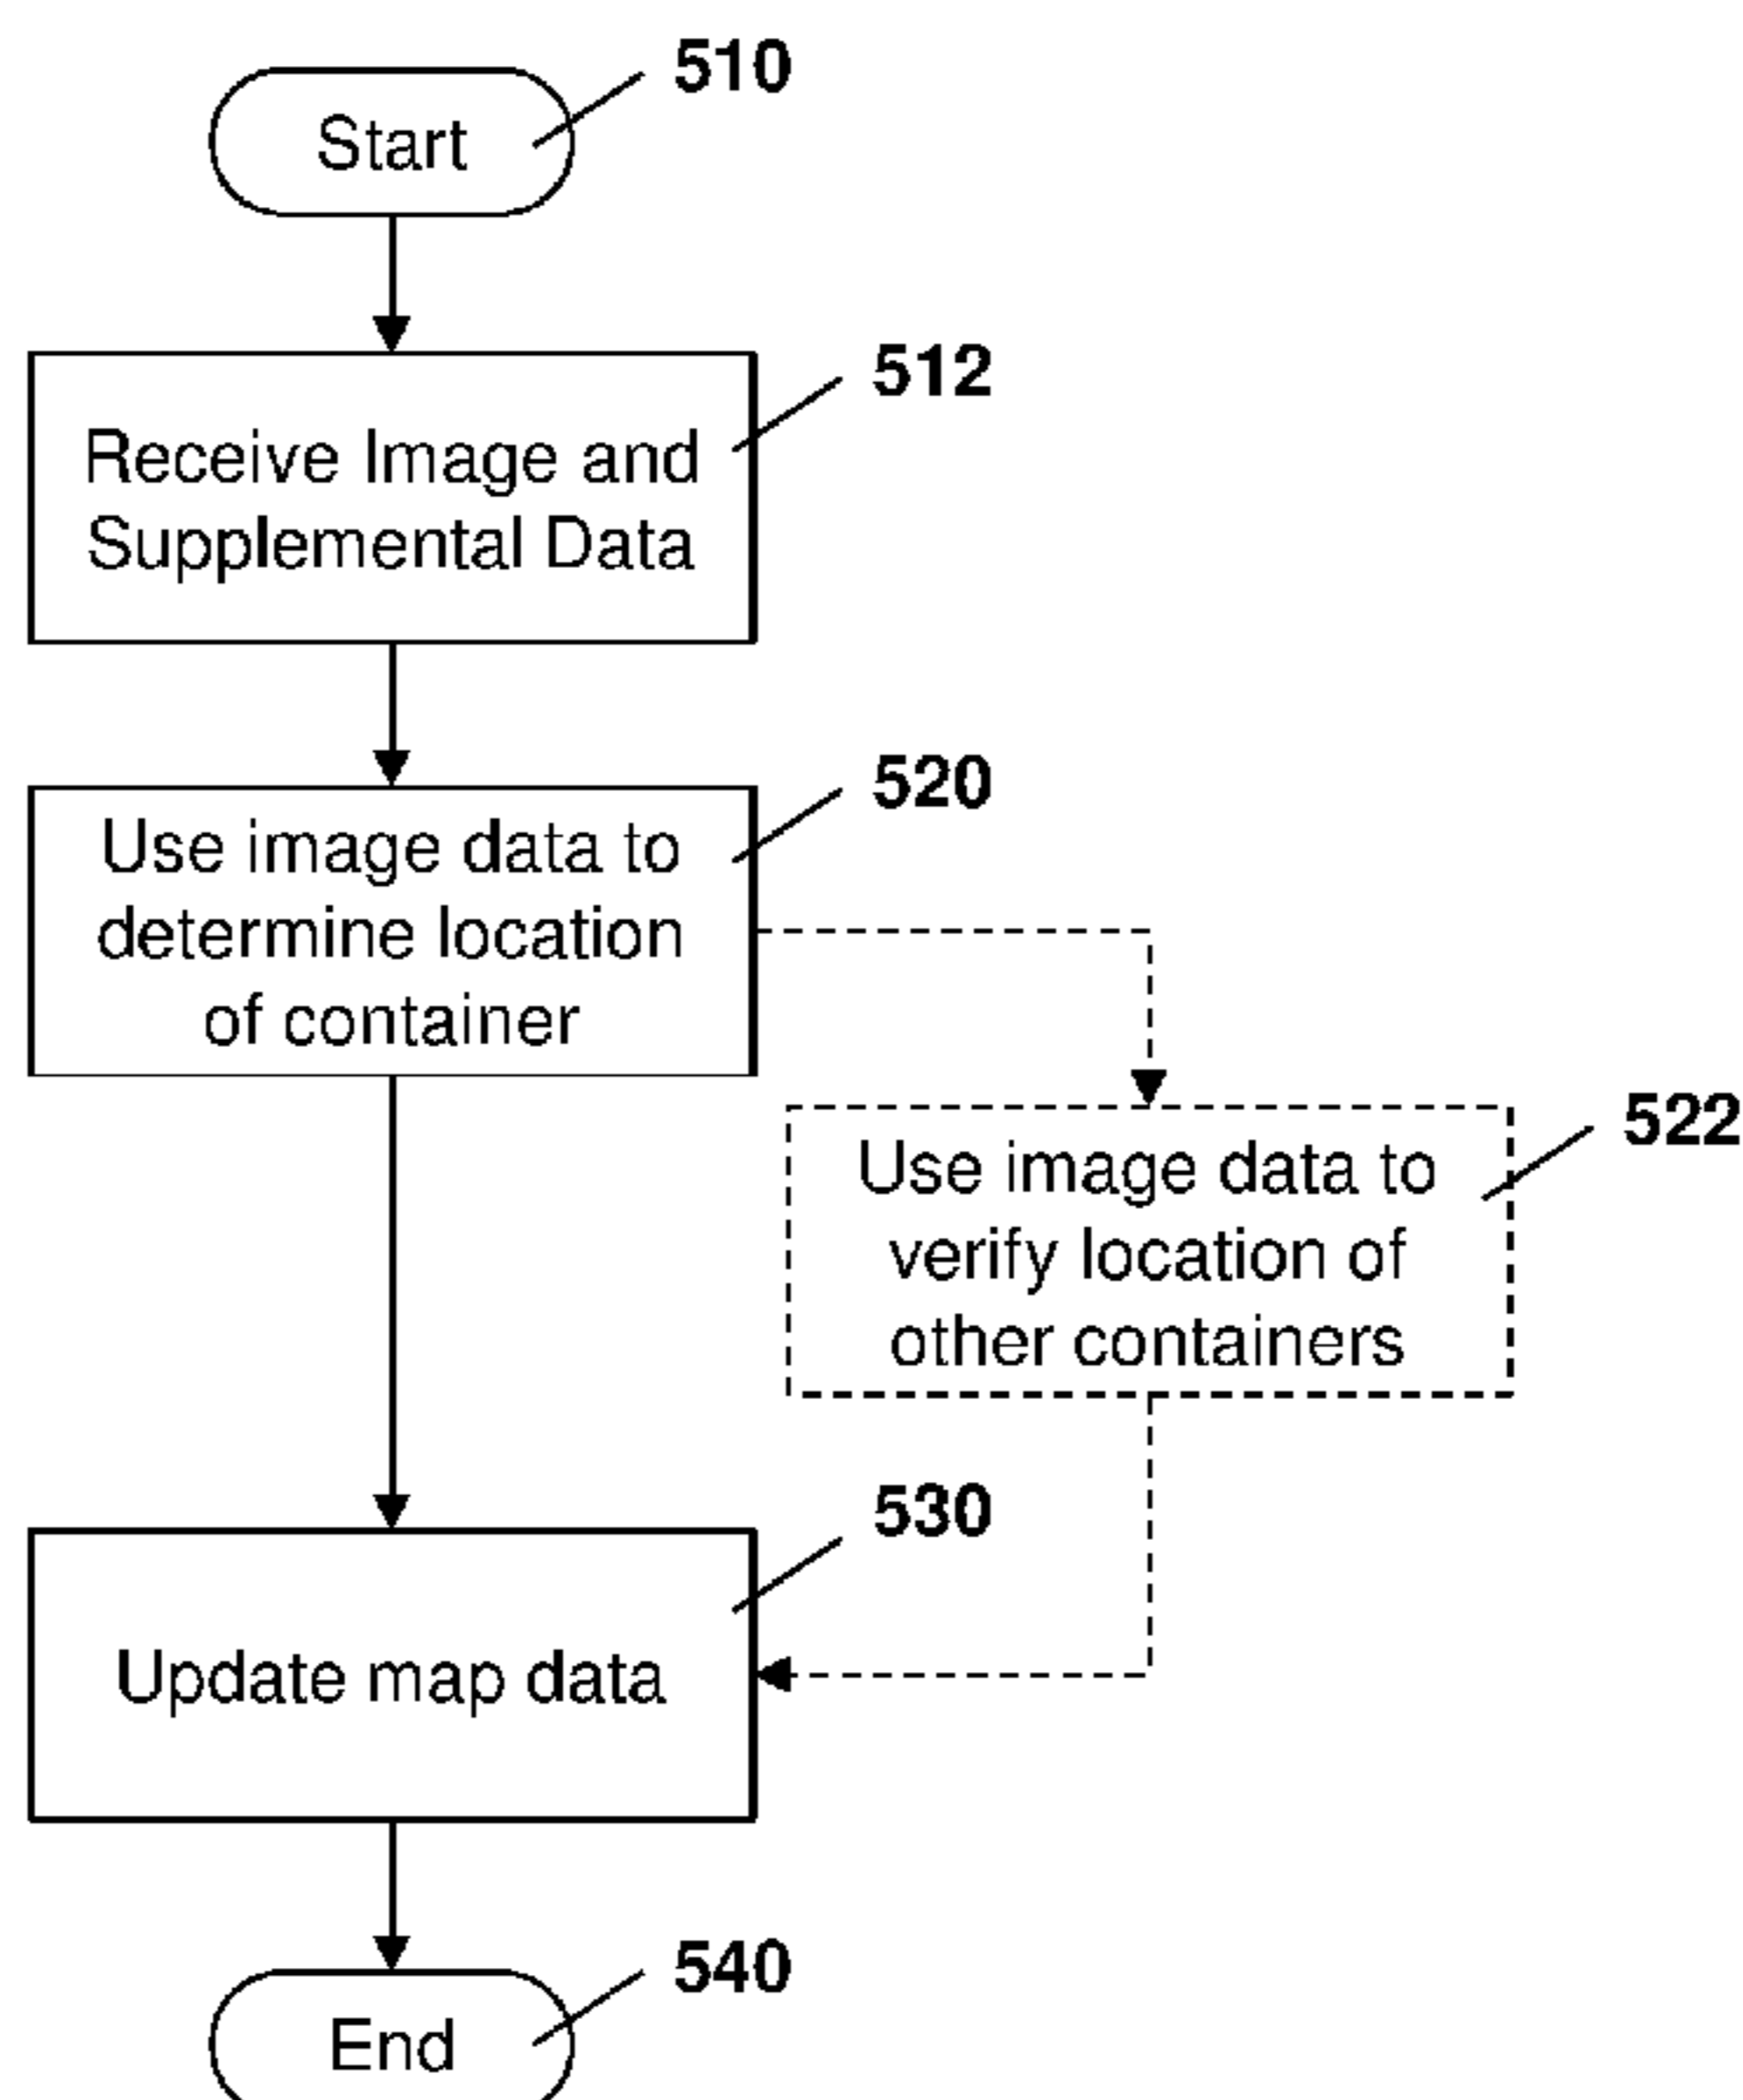 510
Start
512
Receive Image and
Supplemental Data
520
Use image data to
determine location
of container
522
Use image data to
verify location of
other containers
530
Update map data
540
End